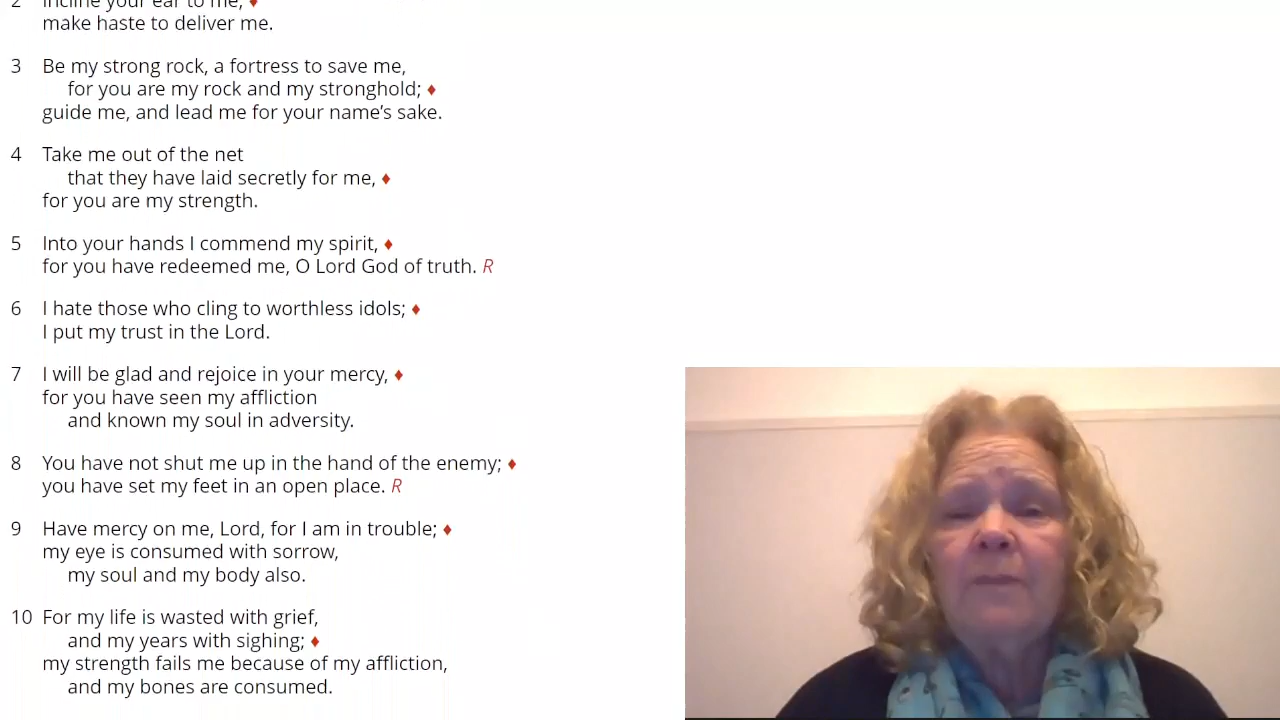 2 Incline your ear to me; ♦
make haste to deliver me.
3 Be my strong rock, a fortress to save me,
for you are my rock and my stronghold; ♦
guide me, and lead me for your name's sake.
4 Take me out of the net
that they have laid secretly for me, ♦
for you are my strength.
5 Into your hands I commend my spirit, ♦
for you have redeemed me, O Lord God of truth. R
6 I hate those who cling to worthless idols; ♦
I put my trust in the Lord.
7 I will be glad and rejoice in your mercy, ♦
for you have seen my affliction
and known my soul in adversity.
8 You have not shut me up in the hand of the enemy; ♦
you have set my feet in an open place. R
9 Have mercy on me, Lord, for I am in trouble; ♦
my eye is consumed with sorrow,
my soul and my body also.
10 For my life is wasted with grief,
and my years with sighing; ♦
my strength fails me because of my affliction,
and my bones are consumed.